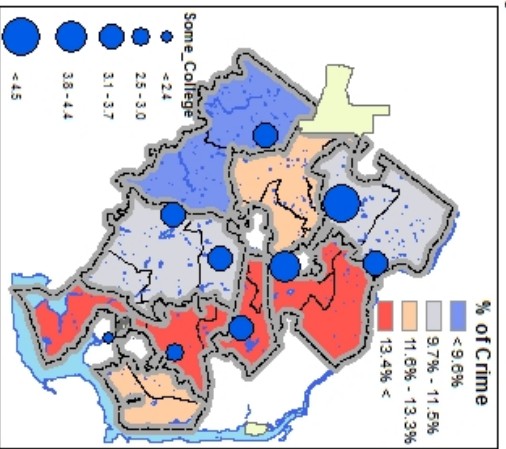 % of Crime
<9.6%
9.7% - 11.5%
11.6% - 13.3%
13.4% <
Some_College
< 2.4
2.5 - 3.0
3.1 - 3.7
3.8 - 4.4
< 4.5